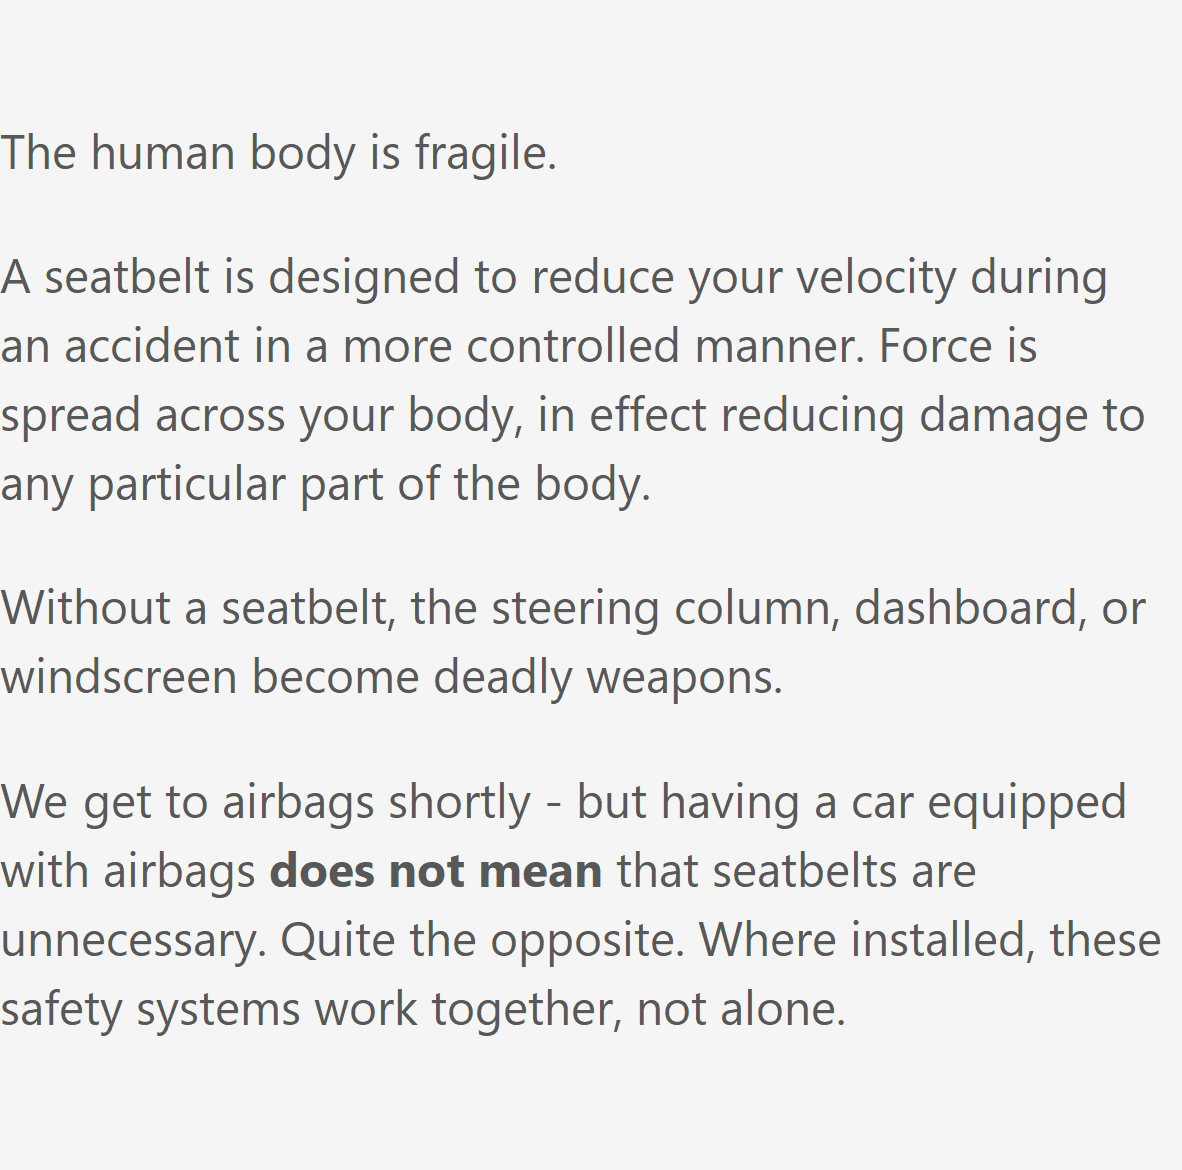 The human body is fragile.
A seatbelt is designed to reduce your velocity during
an accident in a more controlled manner. Force is
spread across your body, in effect reducing damage to
any particular part of the body.
Without a seatbelt, the steering column, dashboard, or
windscreen become deadly weapons.
We get to airbags shortly - but having a car equipped
with airbags does not mean that seatbelts are
unnecessary. Quite the opposite. Where installed, these
safety systems work together, not alone.